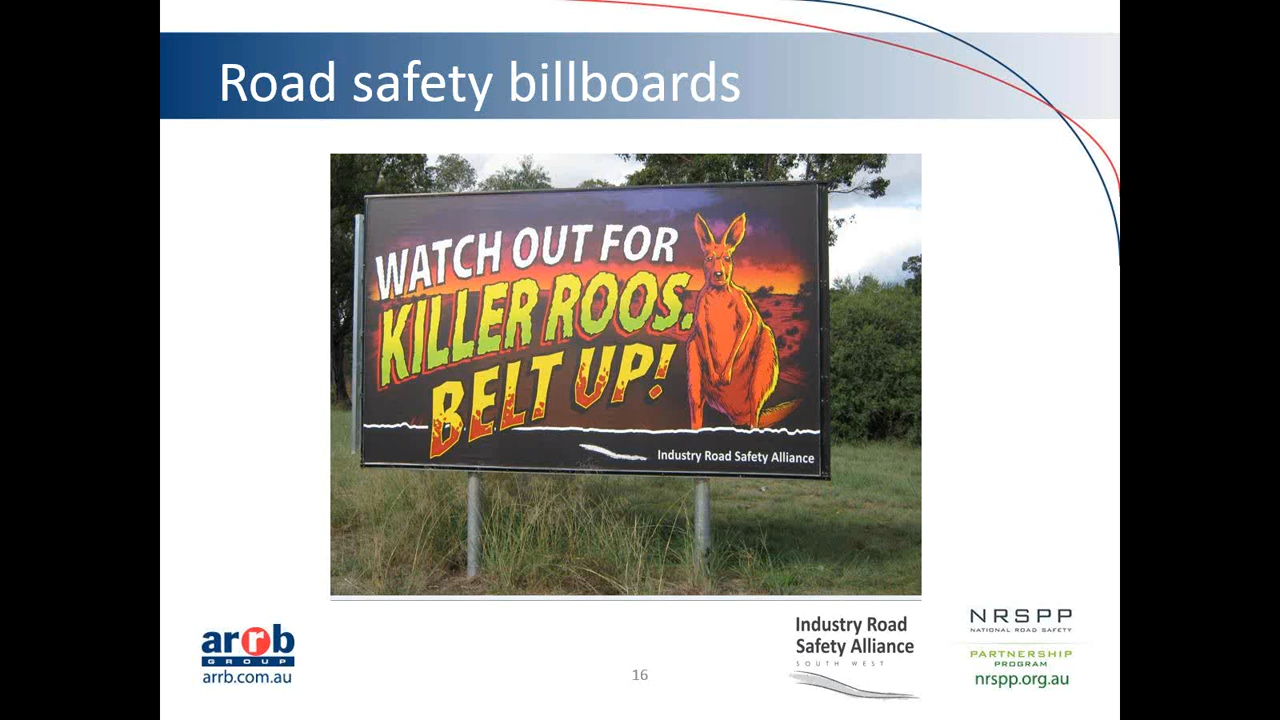 Road safety billboards
WATCH OUT FOR
KILLER ROOS.
BELT UP!
Industry Road Safety Alliance
arrb
GROUP
arrb.com.au
16
Industry Road
Safety Alliance
SOUTH WEST
NRSPP
NATIONAL ROAD SAFETY
PARTNERSHIP
PROGRAM
nrspp.org.au